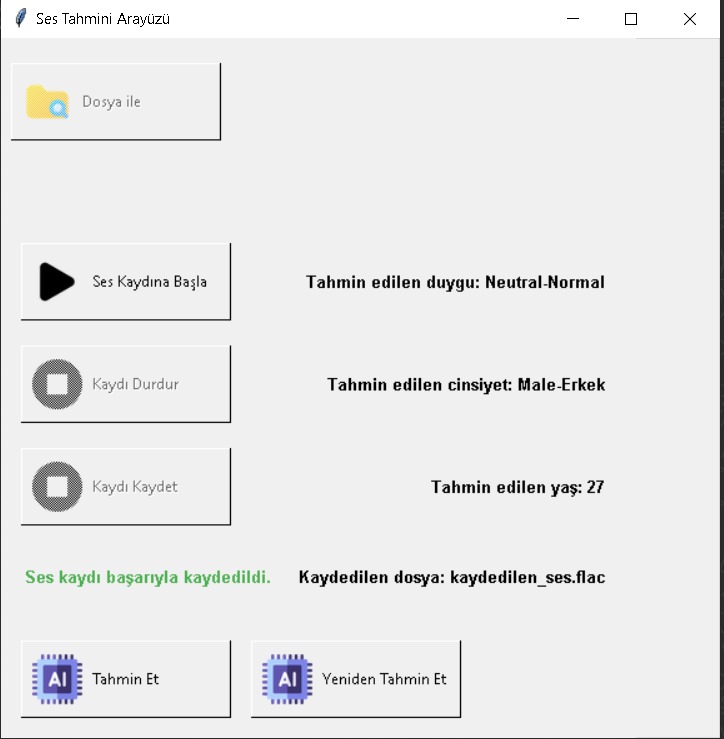 Ses Tahmini Arayüzü
Dosya ile
Ses Kaydına Başla
Tahmin edilen duygu: Neutral-Normal
Kaydı Durdur
Tahmin edilen cinsiyet: Male-Erkek
Kaydı Kaydet
Tahmin edilen yaş: 27
Ses kaydı başarıyla kaydedildi.
Kaydedilen dosya: kaydedilen_ses.flac
AI Tahmin Et
AI Yeniden Tahmin Et